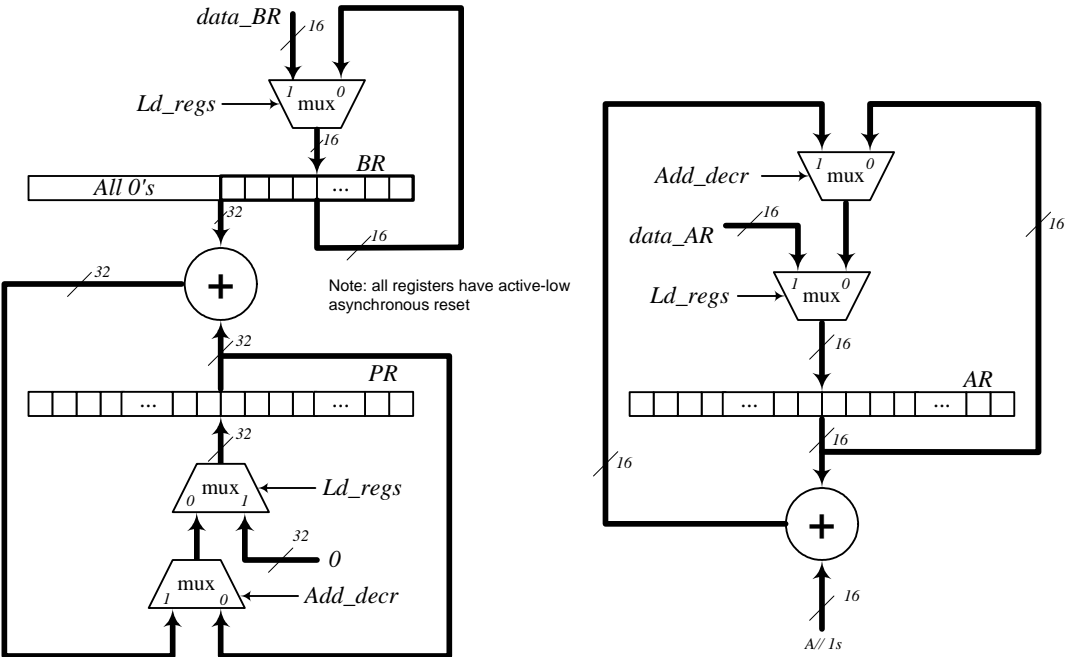 data_BR
16
1
0
mux
Ld_regs
16
BR
All 0's
...
32
16
+
32
Note: all registers have active-low
asynchronous reset
32
PR
...
...
32
mux
0
1
Ld_regs
32
0
mux
1
0
Add_decr
1
0
mux
Add_decr
16
data_AR
16
1
0
mux
Ld_regs
16
AR
...
...
16
16
+
16
A// 1s